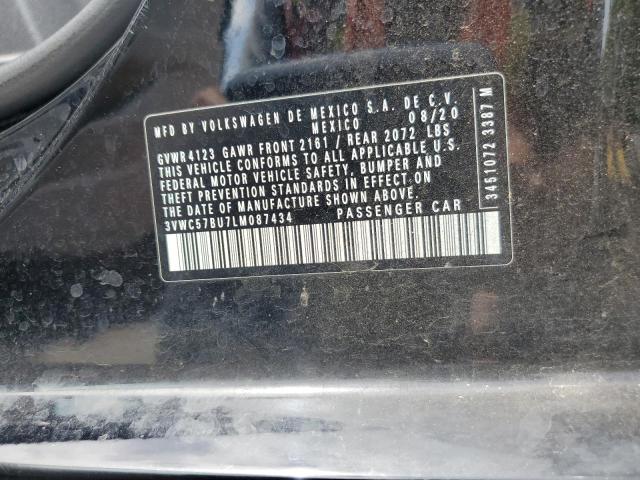 MFD BY VOLKSWAGEN DE MEXICO S.A. DE C.V.
MEXICO 08/20
GVWR 4123 GAWR FRONT 2161 / REAR 2072 LBS
THIS VEHICLE CONFORMS TO ALL APPLICABLE U.S.
FEDERAL MOTOR VEHICLE SAFETY, BUMPER AND
THEFT PREVENTION STANDARDS IN EFFECT ON
THE DATE OF MANUFACTURE SHOWN ABOVE.
3VWC57BU7LM087434 PASSENGER CAR
3451072 3387 M